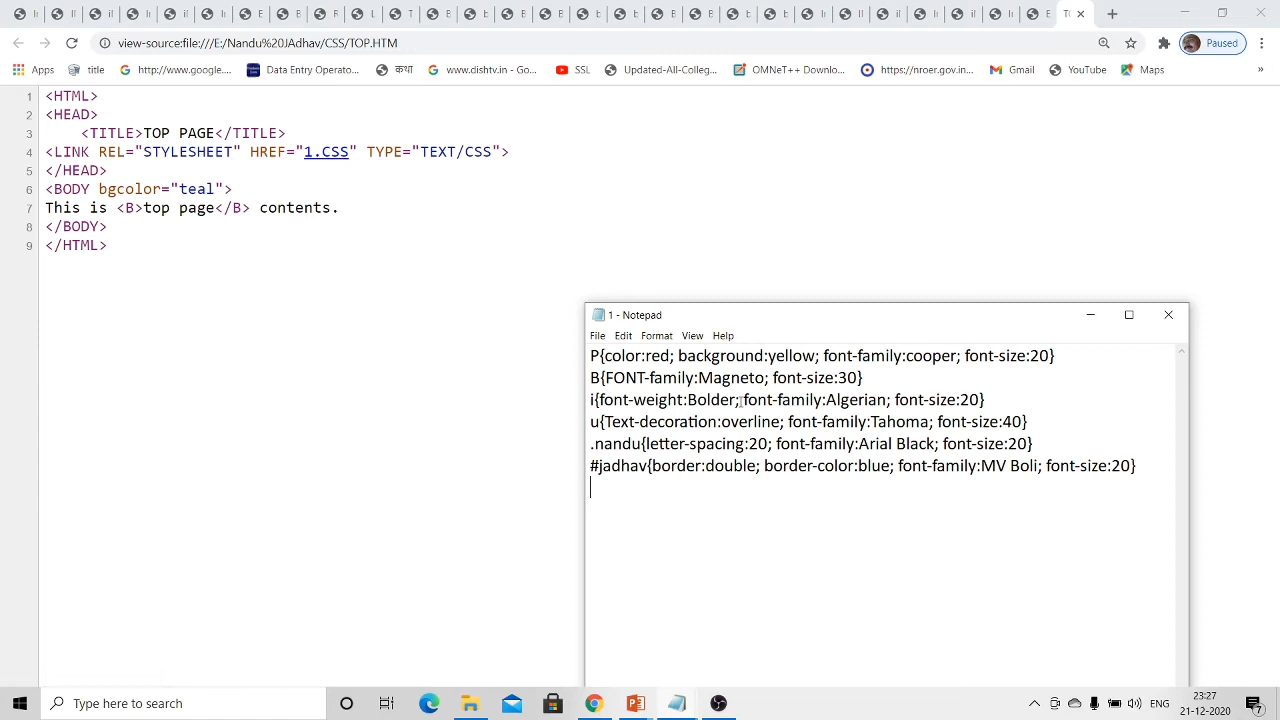 view-source:file:///E:/Nandu%20JAdhav/CSS/TOP.HTM
Paused
Apps title http://www.google.... Data Entry Operato... कथा www.dishtv.in - Go... SSL Updated-All-Colleg... OMNeT++ Downlo... https://nroer.gov.in... Gmail YouTube Maps »
1 <HTML>
2 <HEAD>
3 <TITLE>TOP PAGE</TITLE>
4 <LINK REL="STYLESHEET" HREF="1.CSS" TYPE="TEXT/CSS">
5 </HEAD>
6 <BODY bgcolor="teal">
7 This is <B>top page</B> contents.
8 </BODY>
9 </HTML>
1 - Notepad
File Edit Format View Help
P{color:red; background:yellow; font-family:cooper; font-size:20}
B{FONT-family:Magneto; font-size:30}
i{font-weight:Bolder; font-family:Algerian; font-size:20}
u{Text-decoration:overline; font-family:Tahoma; font-size:40}
.nandu{letter-spacing:20; font-family:Arial Black; font-size:20}
#jadhav{border:double; border-color:blue; font-family:MV Boli; font-size:20}
Type here to search
ENG
23:27
21-12-2020
7